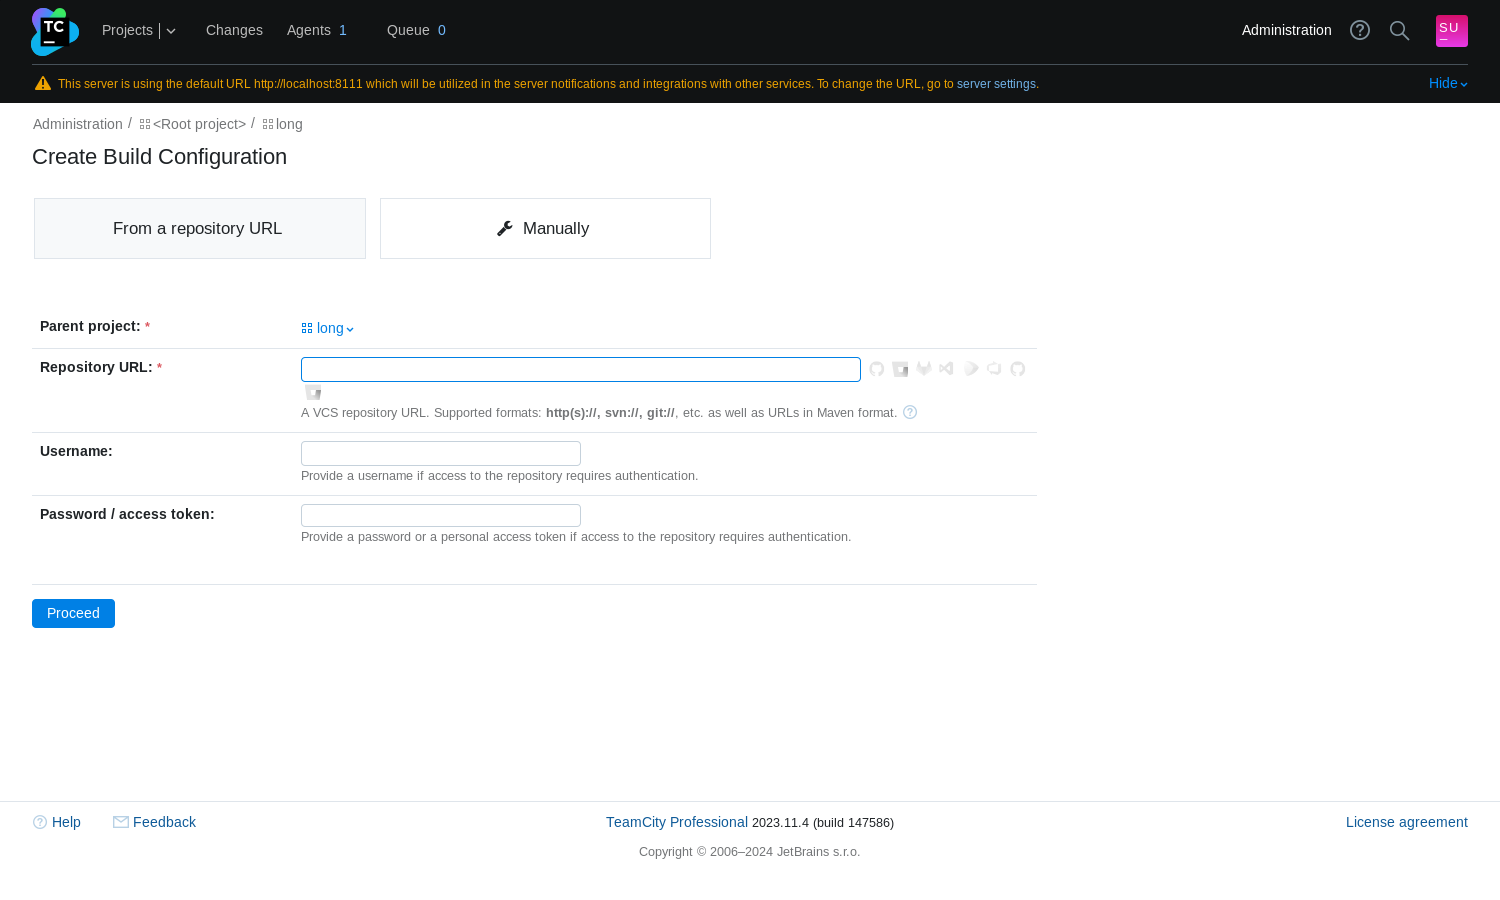 TC Projects Changes Agents 1 Queue 0 Administration SU
This server is using the default URL http://localhost:8111 which will be utilized in the server notifications and integrations with other services. To change the URL, go to server settings. Hide
Administration / <Root project> / long
Create Build Configuration
From a repository URL Manually
Parent project: * long
Repository URL: *
A VCS repository URL. Supported formats: http(s)://, svn://, git://, etc. as well as URLs in Maven format.
Username:
Provide a username if access to the repository requires authentication.
Password / access token:
Provide a password or a personal access token if access to the repository requires authentication.
Proceed
Help Feedback TeamCity Professional 2023.11.4 (build 147586) License agreement
Copyright © 2006–2024 JetBrains s.r.o.